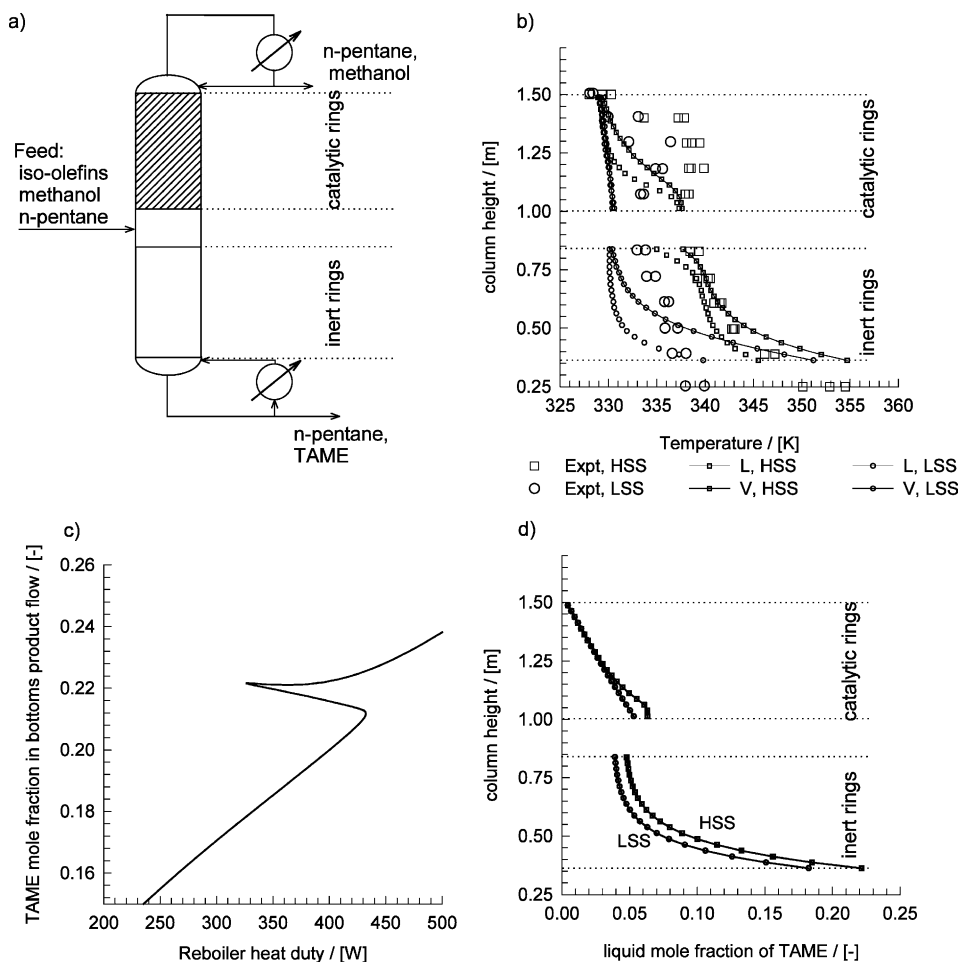 a)
n-pentane,
methanol
catalytic rings
Feed:
iso-olefins
methanol
n-pentane
inert rings
n-pentane,
TAME
b)
column height / [m]
1.50
1.25
1.00
0.75
0.50
0.25
catalytic rings
inert rings
325 330 335 340 345 350 355 360
Temperature / [K]
Expt, HSS L, HSS L, LSS
Expt, LSS V, HSS V, LSS
c)
TAME mole fraction in bottoms product flow / [-]
0.26
0.24
0.22
0.20
0.18
0.16
200 250 300 350 400 450 500
Reboiler heat duty / [W]
d)
column height / [m]
1.50
1.25
1.00
0.75
0.50
0.25
catalytic rings
inert rings
HSS
LSS
0.00 0.05 0.10 0.15 0.20 0.25
liquid mole fraction of TAME / [-]